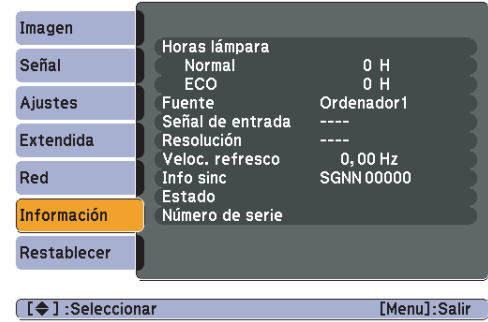 Imagen
Señal
Ajustes
Extendida
Red
Información
Restablecer
Horas lámpara
Normal 0 H
ECO 0 H
Fuente Ordenador1
Señal de entrada ----
Resolución ----
Veloc. refresco 0,00 Hz
Info sinc SGNN 00000
Estado
Número de serie
[◆] :Seleccionar [Menu]:Salir